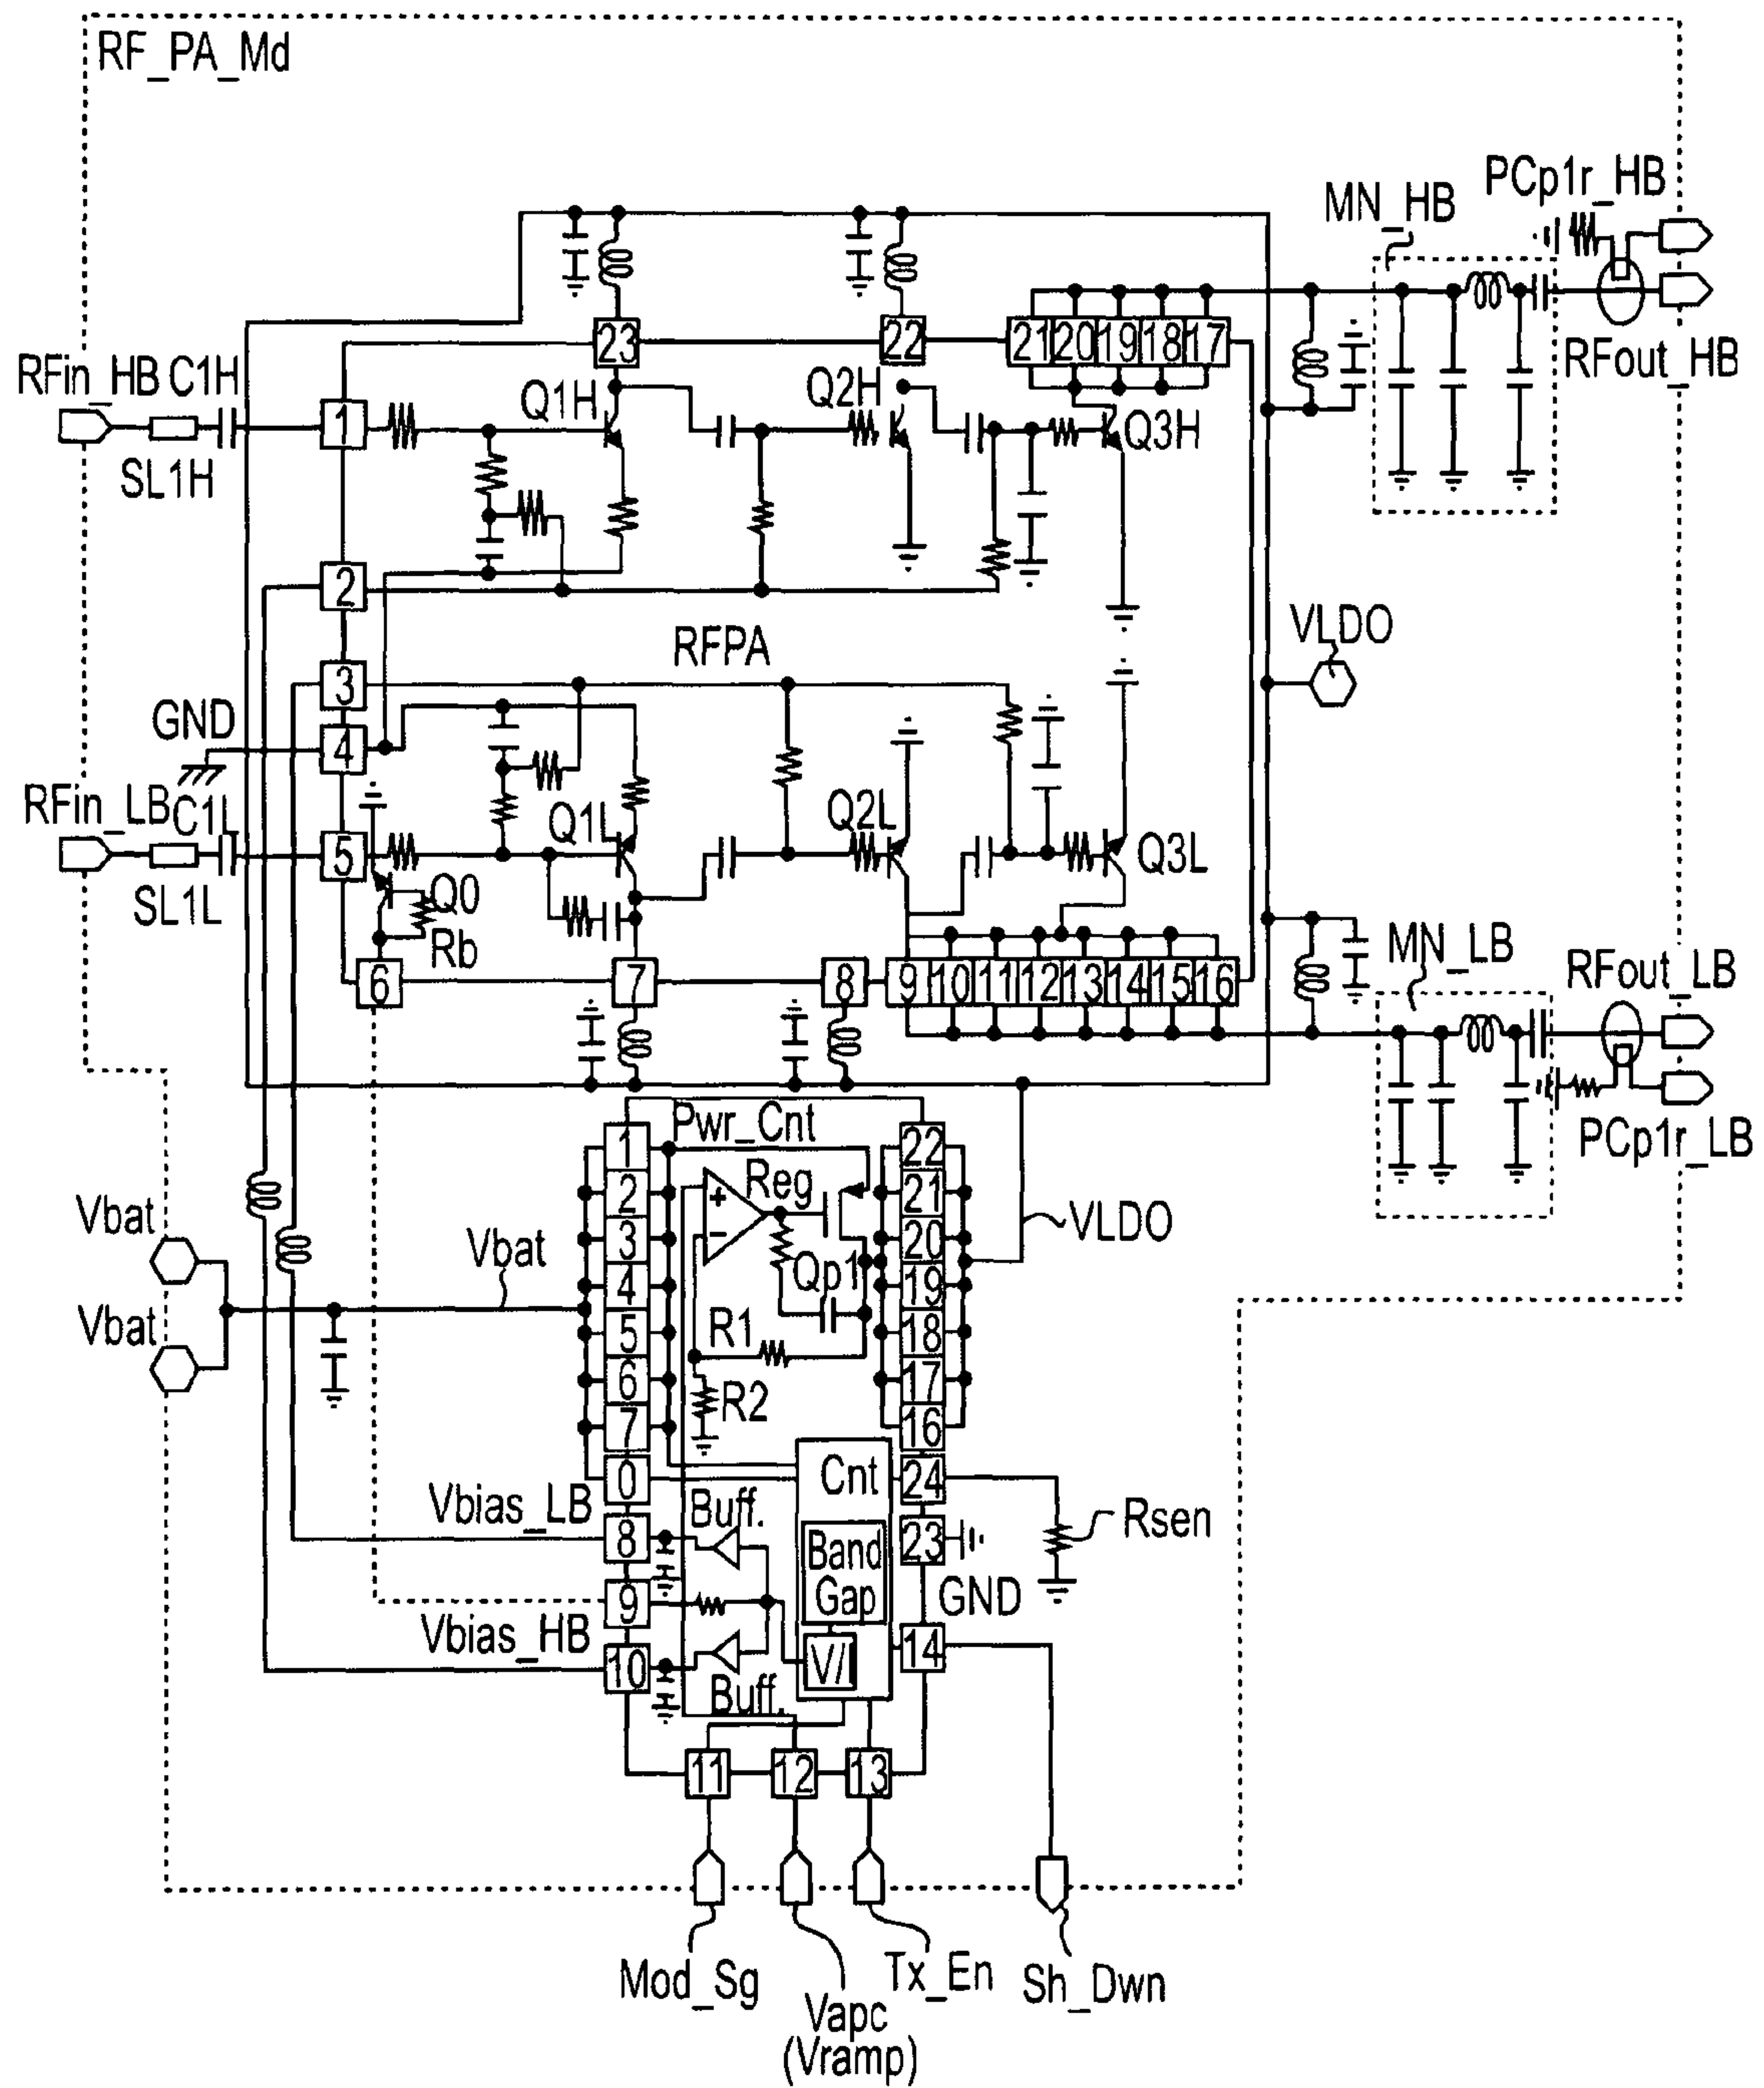 RF_PA_Md
PCp1r_HB
MN_HB
23
22
21 20 19 18 17
RFout_HB
RFin_HB C1H
Q1H
Q2H
1
Q3H
SL1H
2
RFPA
VLDO
3
GND
4
RFin_LB C1L
Q1L
Q2L
5
Q3L
SL1L
Q0
Rb
MN_LB
RFout_LB
6
7
8
9 10 11 12 13 14 15 16
PCp1r_LB
Pwr_Cnt
1
22
Reg
2
+
21
Vbat
Vbat
3
−
20
VLDO
Qp1
4
19
Vbat
R1
5
18
6
R2
17
7
16
0
Cnt
24
Vbias_LB
Buff.
Rsen
8
Band
Gap
23
9
GND
Vbias_HB
10
V/I
14
Buff.
11
12
13
Mod_Sg
Tx_En
Sh_Dwn
Vapc
(Vramp)